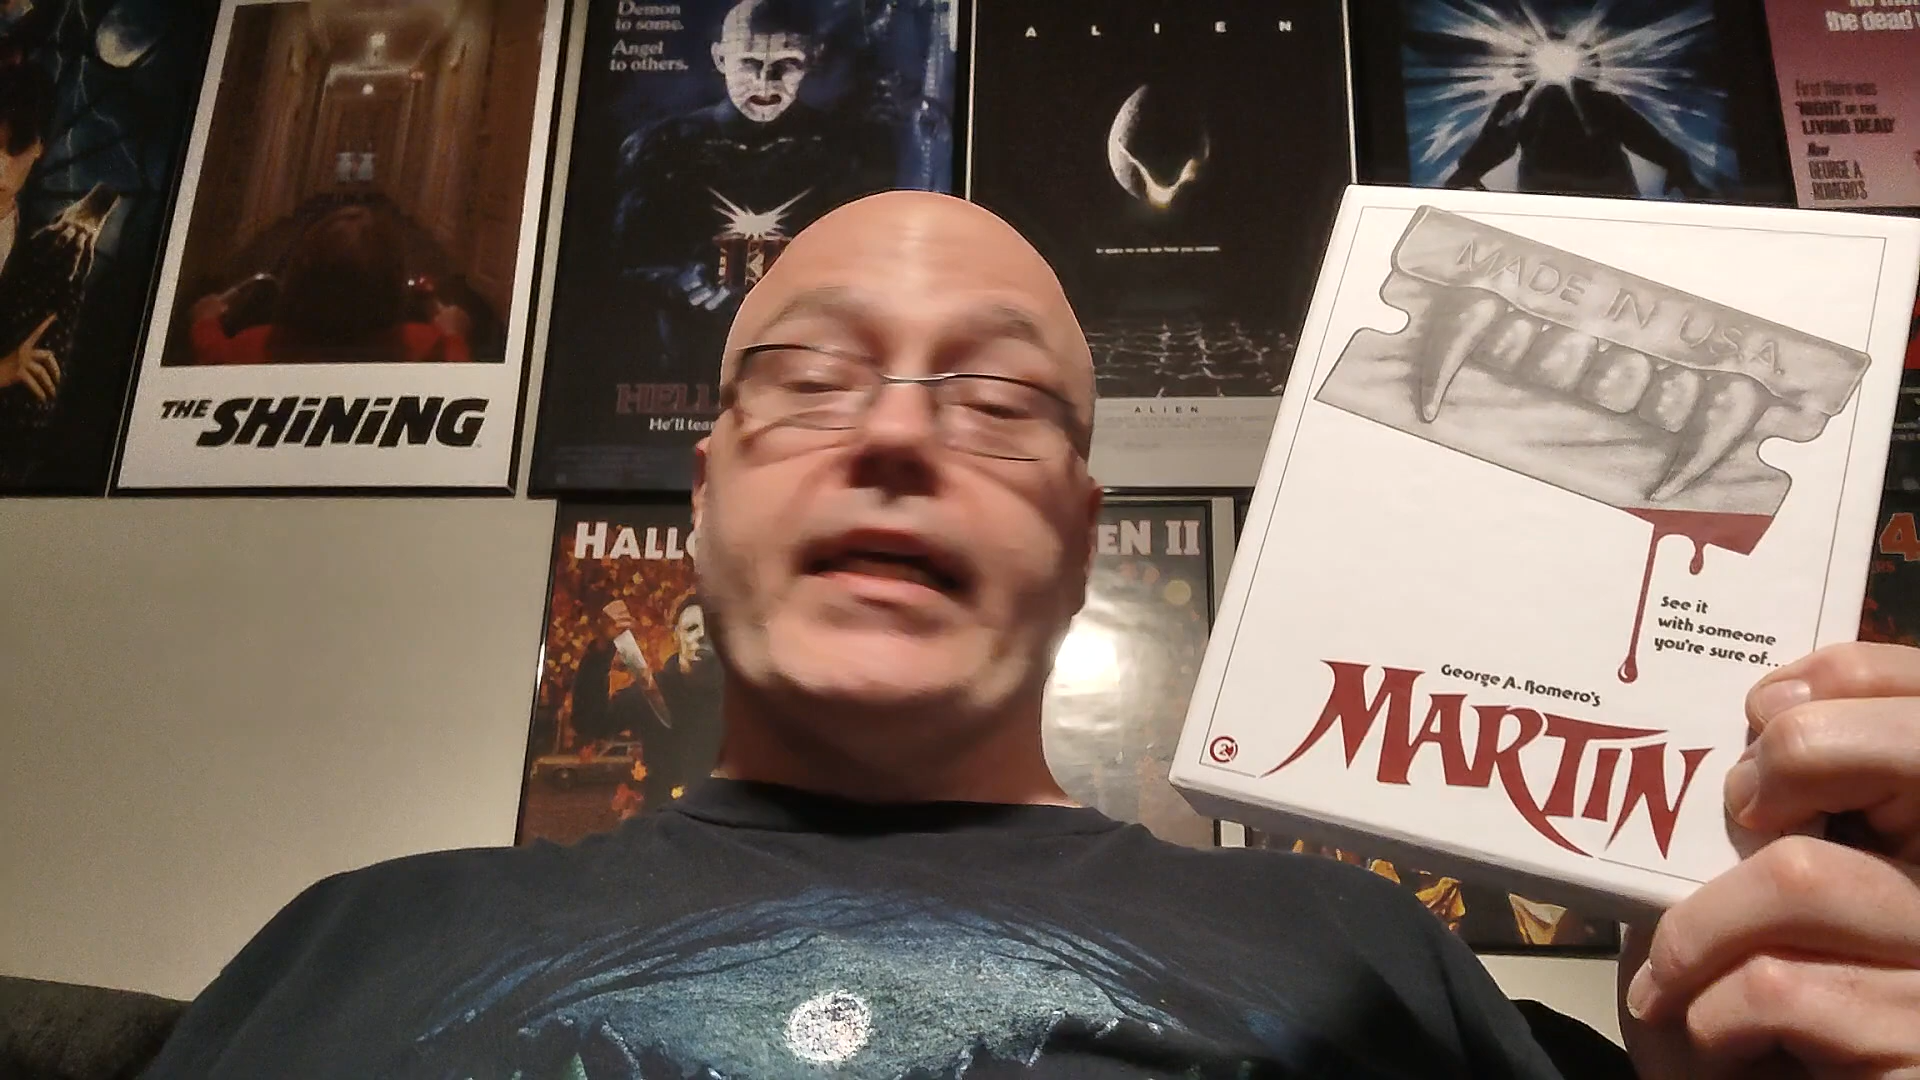 Demon
to some.
Angel
to others.
A L I E N
the dead
First there was
'NIGHT OF THE
LIVING DEAD'
Now
GEORGE A.
ROMERO'S
THE SHiNiNG
HELL
He'll tear
A L I E N
HALLO
EN II
4
MADE IN U.S.A.
See it
with someone
you're sure of...
George A. Romero's
MARTIN